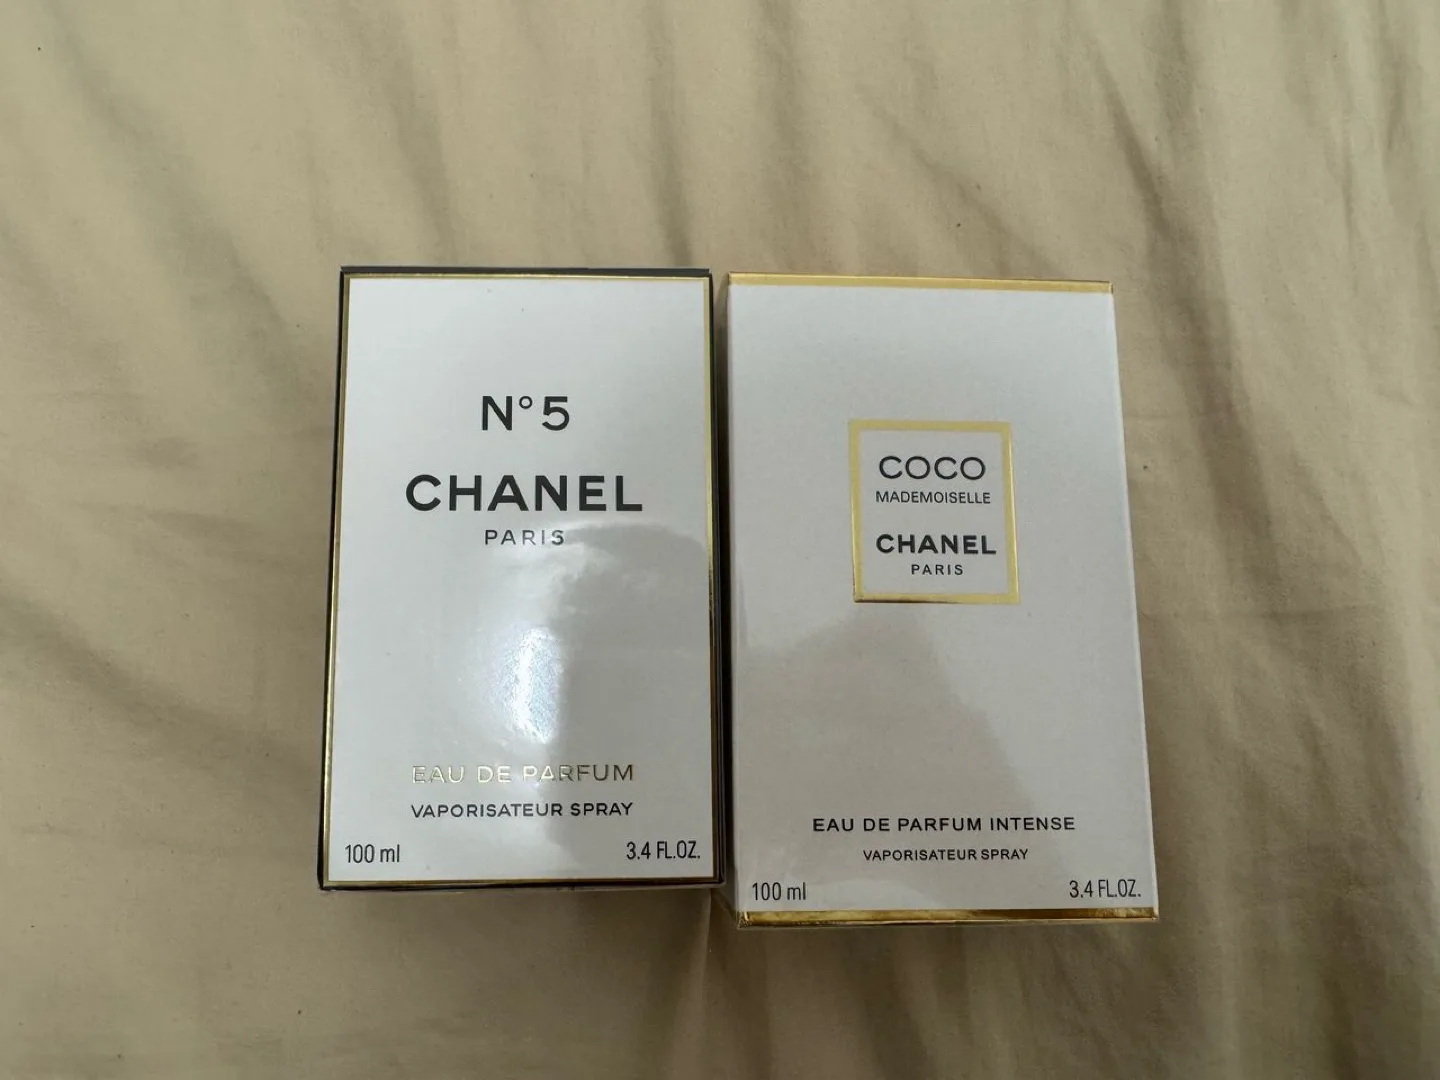 N°5
CHANEL
PARIS
EAU DE PARFUM
VAPORISATEUR SPRAY
100 ml 3.4 FL.OZ.
COCO
MADEMOISELLE
CHANEL
PARIS
EAU DE PARFUM INTENSE
VAPORISATEUR SPRAY
100 ml 3.4 FL.OZ.